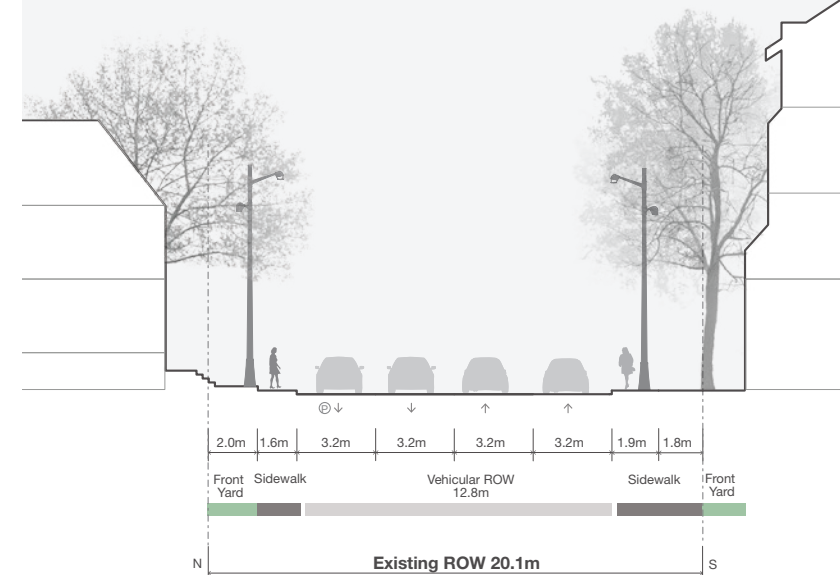 P
2.0m 1.6m 3.2m 3.2m 3.2m 3.2m 1.9m 1.8m
Front Yard
Sidewalk
Vehicular ROW
12.8m
Sidewalk
Front Yard
N Existing ROW 20.1m S